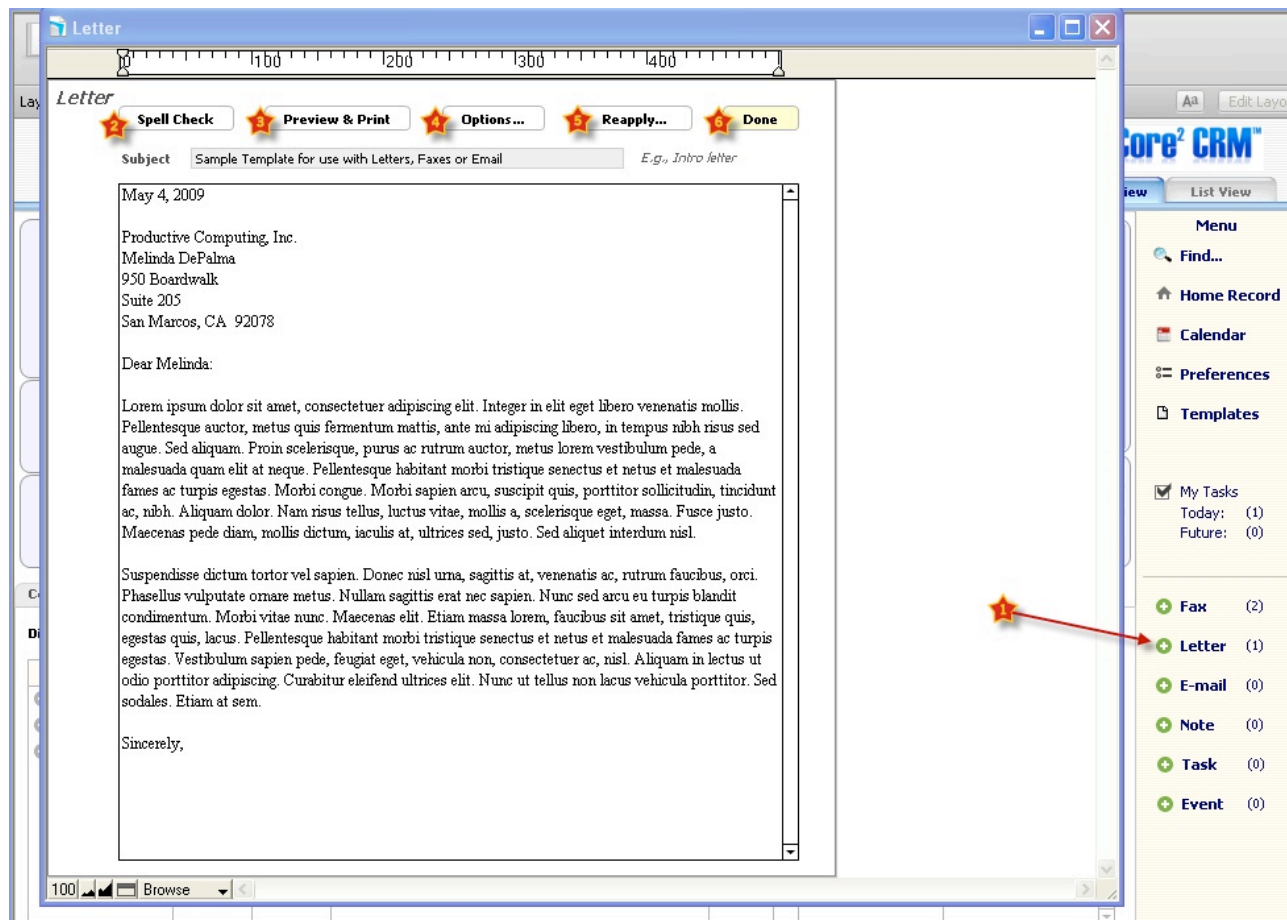 Letter
0 100 200 300 400
Lay
Aa Edit Layo
Letter
2 Spell Check 3 Preview & Print 4 Options... 5 Reapply... 6 Done
Core² CRM™
Subject Sample Template for use with Letters, Faxes or Email E.g., Intro letter
iew List View
May 4, 2009
Productive Computing, Inc.
Melinda DePalma
950 Boardwalk
Suite 205
San Marcos, CA 92078
Dear Melinda:
Lorem ipsum dolor sit amet, consectetuer adipiscing elit. Integer in elit eget libero venenatis mollis.
Pellentesque auctor, metus quis fermentum mattis, ante mi adipiscing libero, in tempus nibh risus sed
augue. Sed aliquam. Proin scelerisque, purus ac rutrum auctor, metus lorem vestibulum pede, a
malesuada quam elit at neque. Pellentesque habitant morbi tristique senectus et netus et malesuada
fames ac turpis egestas. Morbi congue. Morbi sapien arcu, suscipit quis, porttitor sollicitudin, tincidunt
ac, nibh. Aliquam dolor. Nam risus tellus, luctus vitae, mollis a, scelerisque eget, massa. Fusce justo.
Maecenas pede diam, mollis dictum, iaculis at, ultrices sed, justo. Sed aliquet interdum nisl.
Suspendisse dictum tortor vel sapien. Donec nisl urna, sagittis at, venenatis ac, rutrum faucibus, orci.
Phasellus vulputate ornare metus. Nullam sagittis erat nec sapien. Nunc sed arcu eu turpis blandit
condimentum. Morbi vitae nunc. Maecenas elit. Etiam massa lorem, faucibus sit amet, tristique quis,
egestas quis, lacus. Pellentesque habitant morbi tristique senectus et netus et malesuada fames ac turpis
egestas. Vestibulum sapien pede, feugiat eget, vehicula non, consectetuer ac, nisl. Aliquam in lectus ut
odio porttitor adipiscing. Curabitur eleifend ultrices elit. Nunc ut tellus non lacus vehicula porttitor. Sed
sodales. Etiam at sem.
Sincerely,
100 Browse
Menu
Find...
Home Record
Calendar
Preferences
Templates
My Tasks
Today: (1)
Future: (0)
Fax (2)
1
Letter (1)
E-mail (0)
Note (0)
Task (0)
Event (0)
Co
Di